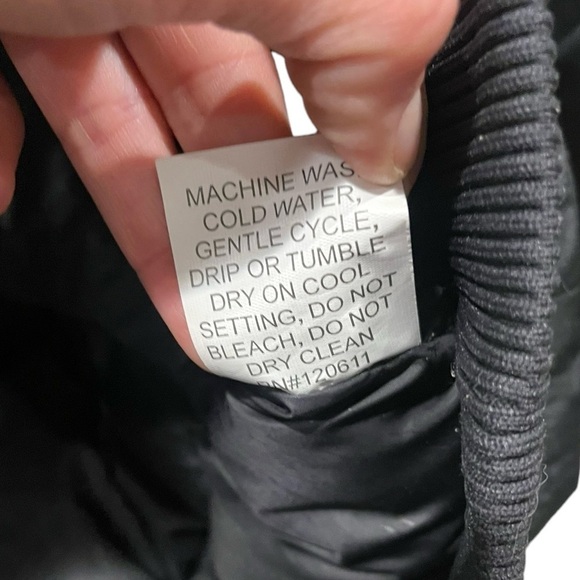 MACHINE WAS
COLD WATER,
GENTLE CYCLE,
DRIP OR TUMBLE
DRY ON COOL
SETTING, DO NOT
BLEACH, DO NOT
DRY CLEAN
RN#120611